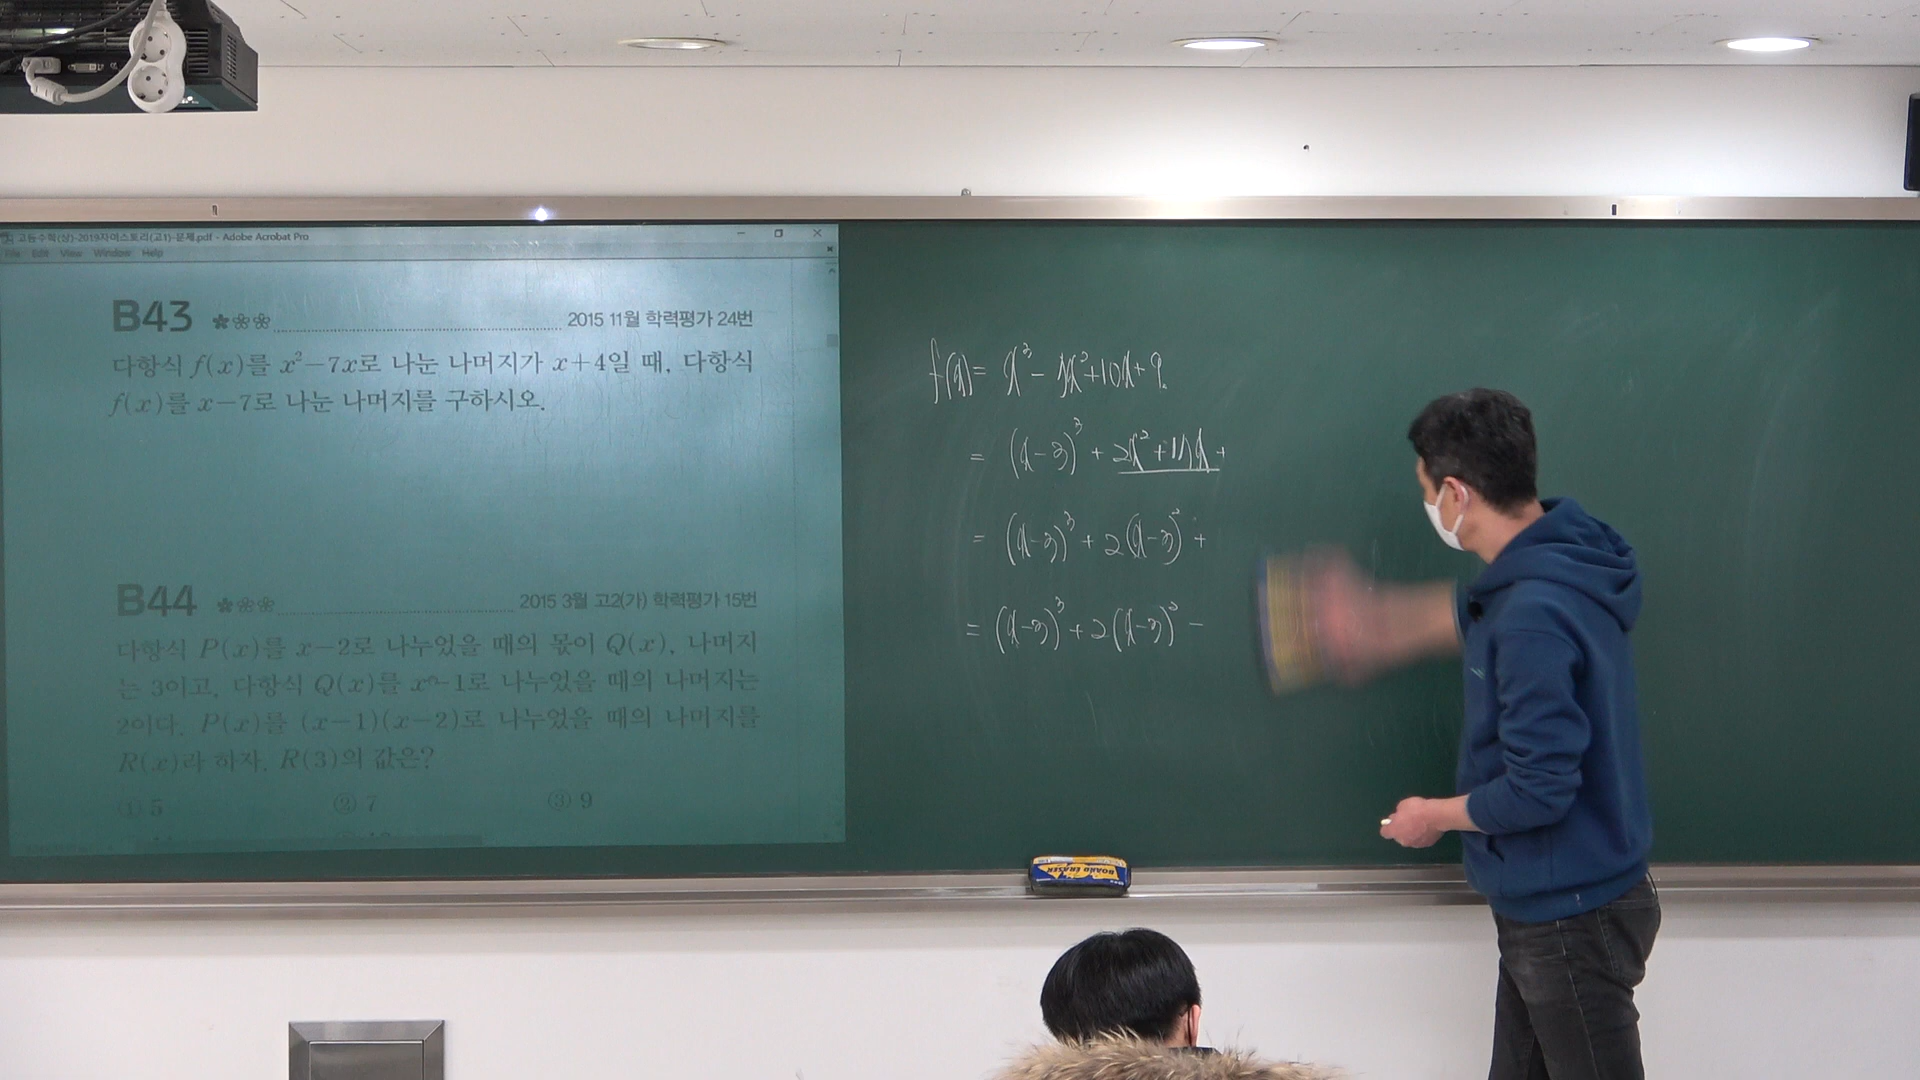 고등수학(상)-2019자이스토리(고1)-문제.pdf - Adobe Acrobat Pro
File Edit View Window Help
B43 2015 11월 학력평가 24번
다항식 f(x)를 x²-7x로 나눈 나머지가 x+4일 때, 다항식
f(x)를 x-7로 나눈 나머지를 구하시오.
B44 2015 3월 고2(가) 학력평가 15번
다항식 P(x)를 x-2로 나누었을 때의 몫이 Q(x), 나머지
는 3이고, 다항식 Q(x)를 x-1로 나누었을 때의 나머지는
2이다. P(x)를 (x-1)(x-2)로 나누었을 때의 나머지를
R(x)라 하자. R(3)의 값은?
① 5 ② 7 ③ 9
f(x)= x³ - 7x²+10x+9.
= (x-3)³ + 2x² +
= (x-3)³ + 2(x-3)² +
= (x-3)³ + 2(x-3)² -
BOARD ERASER